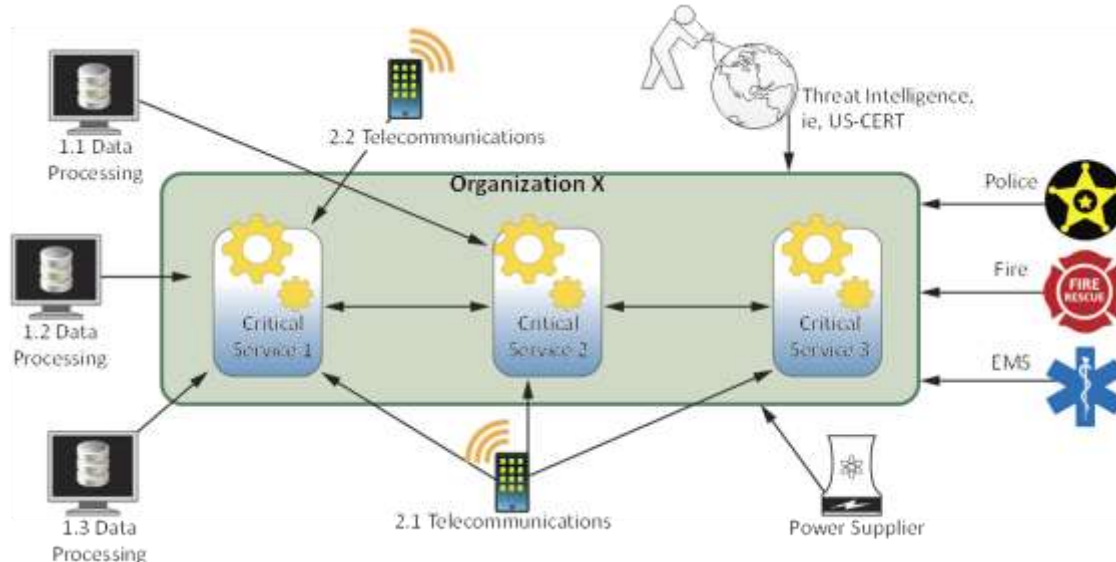 1.1 Data
Processing
2.2 Telecommunications
Threat Intelligence,
ie, US-CERT
Organization X
Police
Fire
FIRE
RESCUE
EMS
1.2 Data
Processing
Critical
Service 1
Critical
Service 2
Critical
Service 3
1.3 Data
Processing
2.1 Telecommunications
Power Supplier